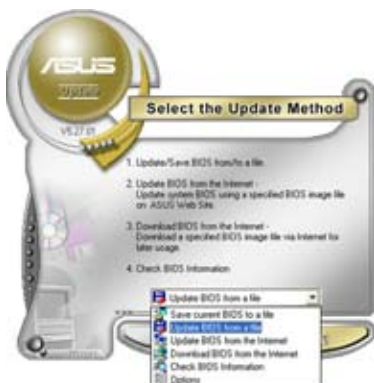 ASUS
Update
V5.27.01
Select the Update Method
1. Update/Save BIOS from/to a file.
2. Update BIOS from the Internet -
Update system BIOS using a specified BIOS image file
on ASUS Web Site.
3. Download BIOS from the Internet -
Download a specified BIOS image file via Internet for
later usage.
4. Check BIOS Information
Update BIOS from a file
Save current BIOS to a file
Update BIOS from a file
Update BIOS from the Internet
Download BIOS from the Internet
Check BIOS Information
Options